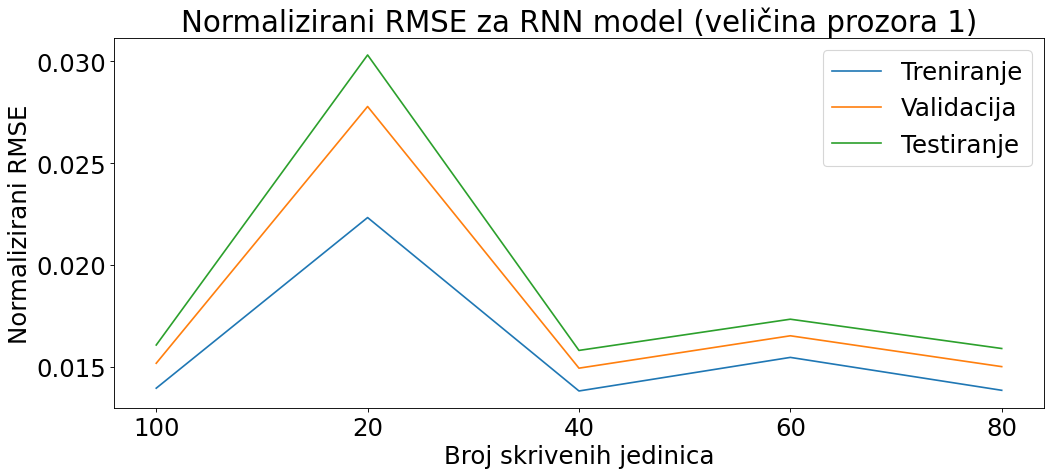 Normalizirani RMSE za RNN model (veličina prozora 1)
Treniranje
Validacija
Testiranje
Normalizirani RMSE
0.030
0.025
0.020
0.015
100 20 40 60 80
Broj skrivenih jedinica